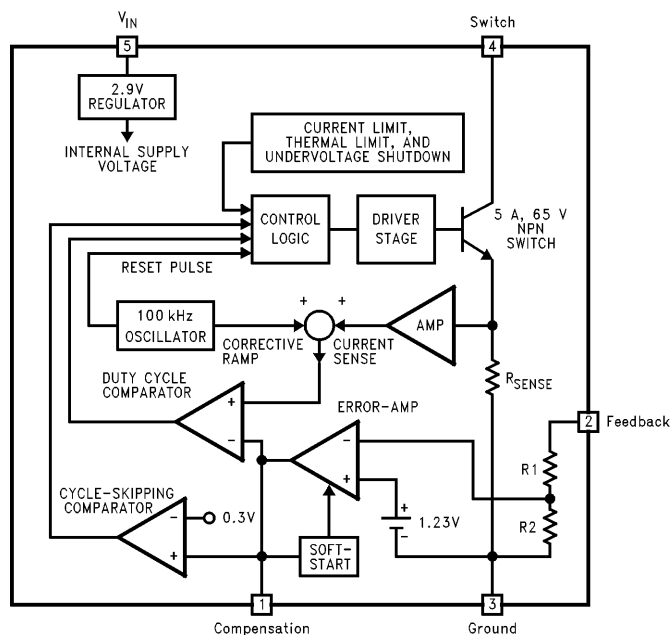 V_IN
Switch
5
4
2.9V
REGULATOR
INTERNAL SUPPLY
VOLTAGE
CURRENT LIMIT,
THERMAL LIMIT, AND
UNDERVOLTAGE SHUTDOWN
CONTROL
LOGIC
DRIVER
STAGE
5 A, 65 V
NPN
SWITCH
RESET PULSE
100 kHz
OSCILLATOR
+
+
CORRECTIVE
RAMP
CURRENT
SENSE
AMP
R_SENSE
DUTY CYCLE
COMPARATOR
+
-
ERROR-AMP
-
+
2
Feedback
R1
R2
CYCLE-SKIPPING
COMPARATOR
-
+
0.3V
SOFT-
START
+
1.23V
-
1
3
Compensation
Ground